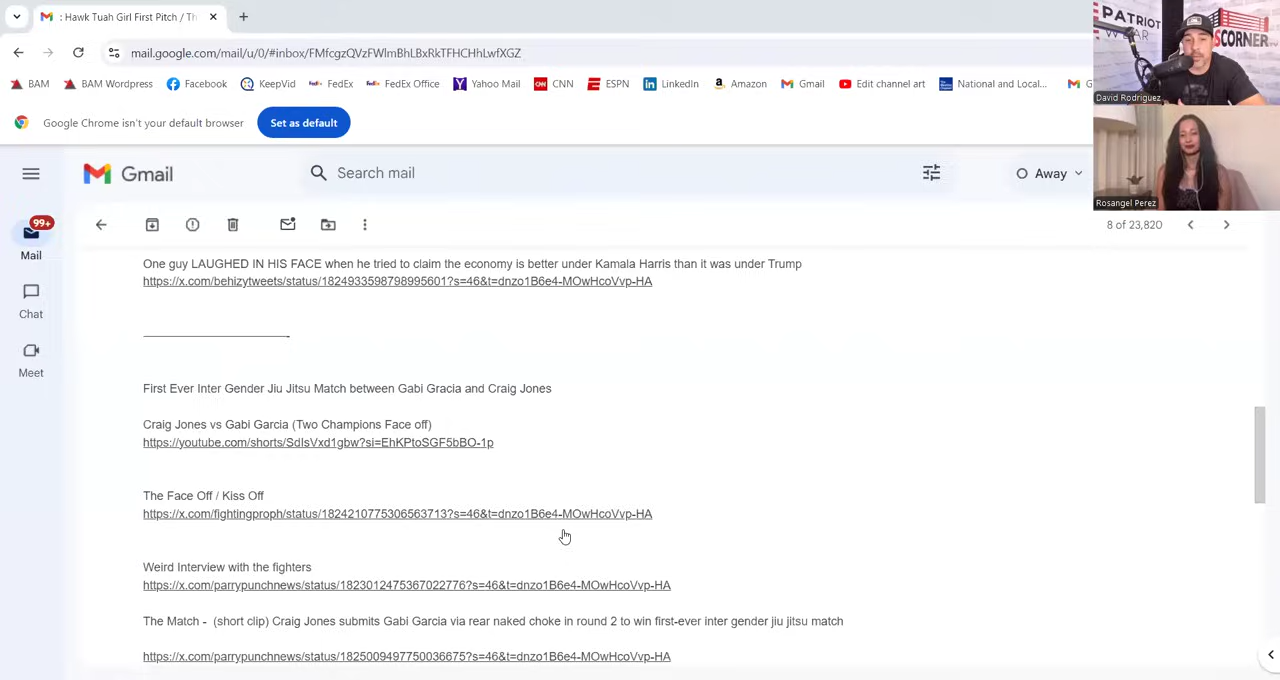 : Hawk Tuah Girl First Pitch / Th
mail.google.com/mail/u/0/#inbox/FMfcgzQVzFWlmBhLBxRkTFHCHhLwfXGZ
BAM
BAM Wordpress
Facebook
KeepVid
FedEx
FedEx Office
Yahoo Mail
CNN
ESPN
LinkedIn
Amazon
Gmail
Edit channel art
National and Local...
G
Google Chrome isn't your default browser
Set as default
PATRIOT
WEAR
SCORNER
David Rodriguez
Rosangel Perez
Gmail
Search mail
Away
99+
Mail
Chat
Meet
8 of 23,820
One guy LAUGHED IN HIS FACE when he tried to claim the economy is better under Kamala Harris than it was under Trump
https://x.com/behizytweets/status/1824933598798995601?s=46&t=dnzo1B6e4-MOwHcoVvp-HA
First Ever Inter Gender Jiu Jitsu Match between Gabi Gracia and Craig Jones
Craig Jones vs Gabi Garcia (Two Champions Face off)
https://youtube.com/shorts/SdIsVxd1gbw?si=EhKPtoSGF5bBO-1p
The Face Off / Kiss Off
https://x.com/fightingproph/status/1824210775306563713?s=46&t=dnzo1B6e4-MOwHcoVvp-HA
Weird Interview with the fighters
https://x.com/parrypunchnews/status/1823012475367022776?s=46&t=dnzo1B6e4-MOwHcoVvp-HA
The Match - (short clip) Craig Jones submits Gabi Garcia via rear naked choke in round 2 to win first-ever inter gender jiu jitsu match
https://x.com/parrypunchnews/status/1825009497750036675?s=46&t=dnzo1B6e4-MOwHcoVvp-HA